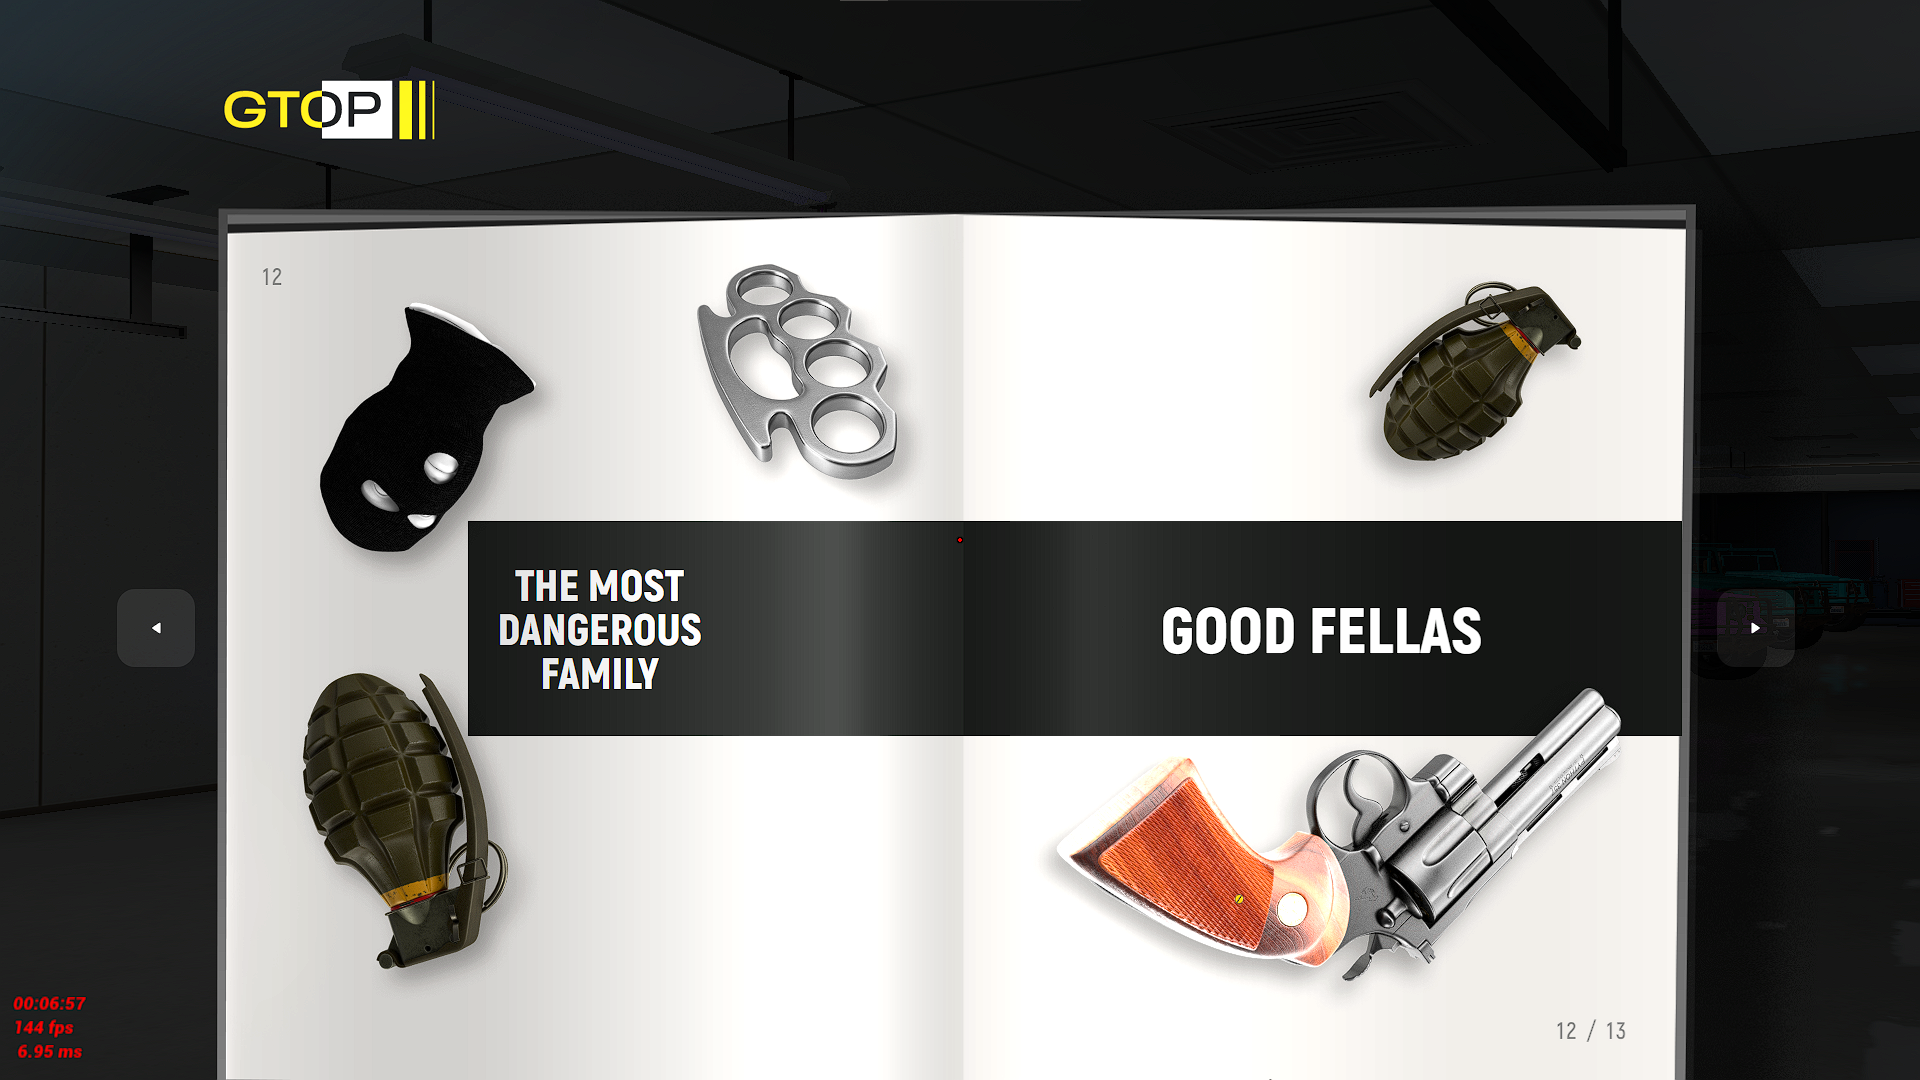 GTOP
12
THE MOST
DANGEROUS
FAMILY
GOOD FELLAS
12 / 13
00:06:57
144 fps
6.95 ms